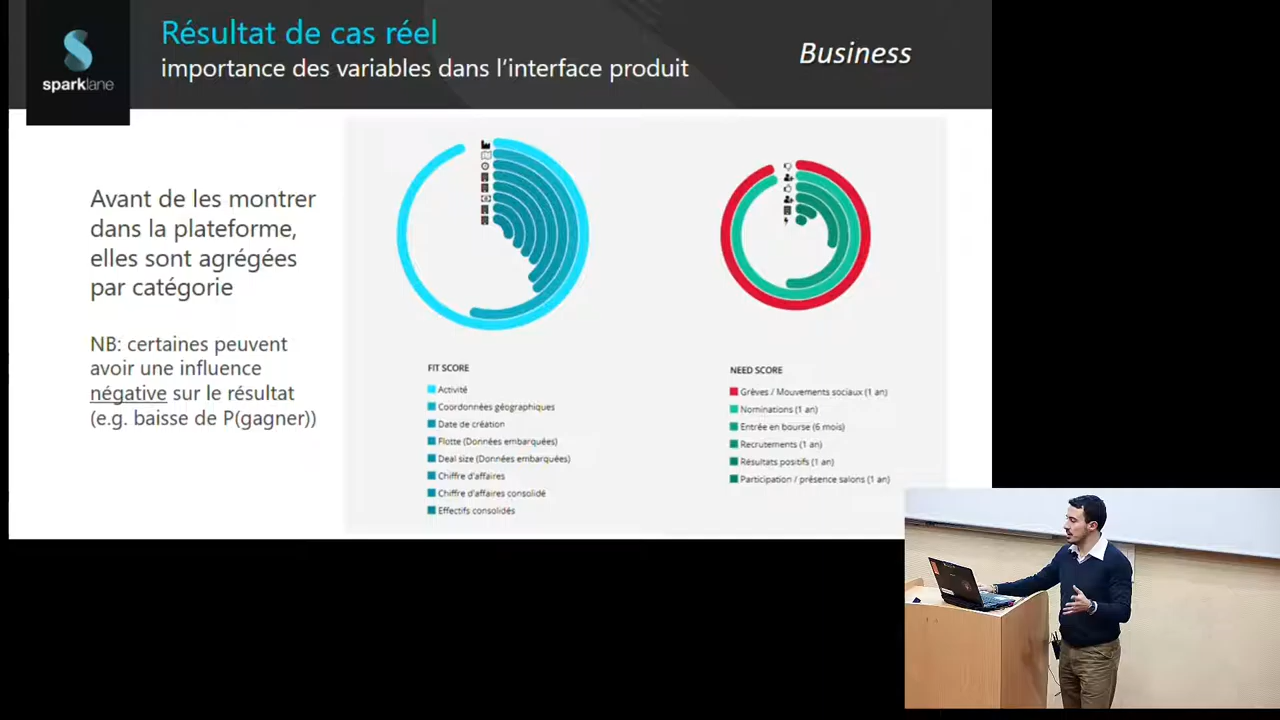 sparklane
Résultat de cas réel
importance des variables dans l'interface produit
Business
Avant de les montrer
dans la plateforme,
elles sont agrégées
par catégorie
NB: certaines peuvent
avoir une influence
négative sur le résultat
(e.g. baisse de P(gagner))
FIT SCORE
Activité
Coordonnées géographiques
Date de création
Flotte (Données embarquées)
Deal size (Données embarquées)
Chiffre d'affaires
Chiffre d'affaires consolidé
Effectifs consolidés
NEED SCORE
Grèves / Mouvements sociaux (1 an)
Nominations (1 an)
Entrée en bourse (6 mois)
Recrutements (1 an)
Résultats positifs (1 an)
Participation / présence salons (1 an)